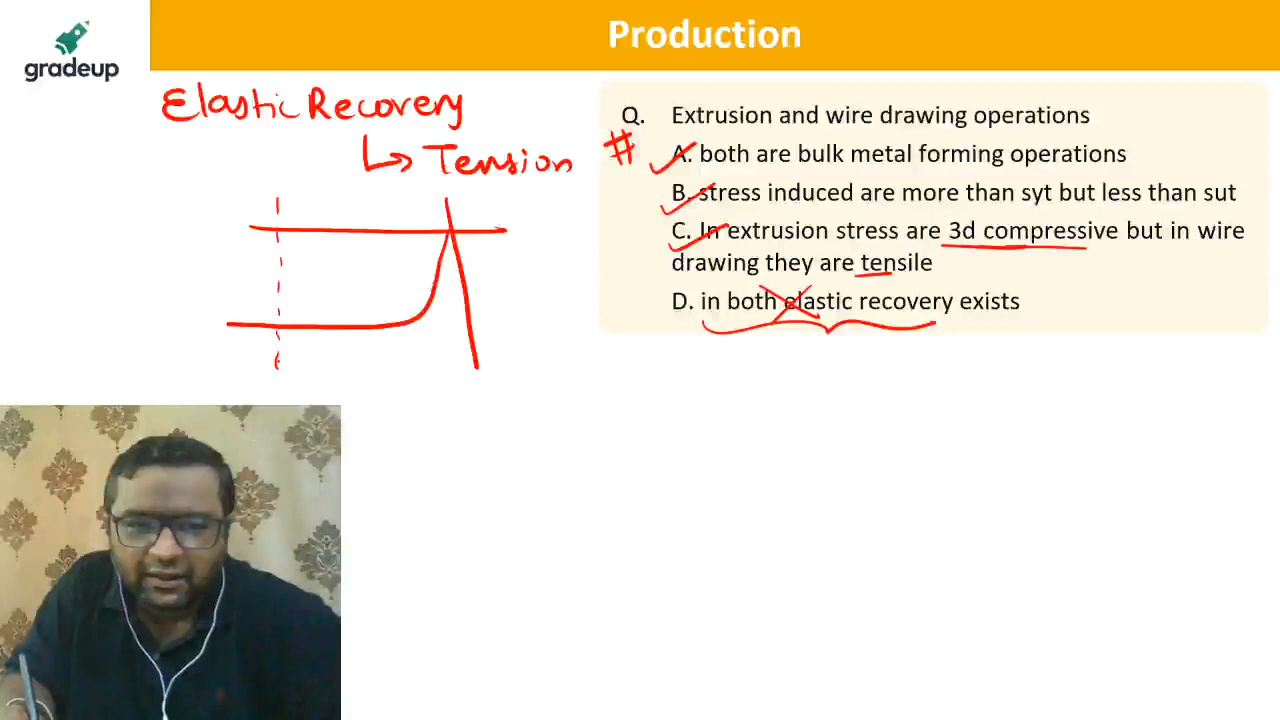 Production
gradeup
Elastic Recovery
↳ Tension
Q. Extrusion and wire drawing operations
# A. both are bulk metal forming operations
B. stress induced are more than syt but less than sut
C. In extrusion stress are 3d compressive but in wire
drawing they are tensile
D. in both elastic recovery exists